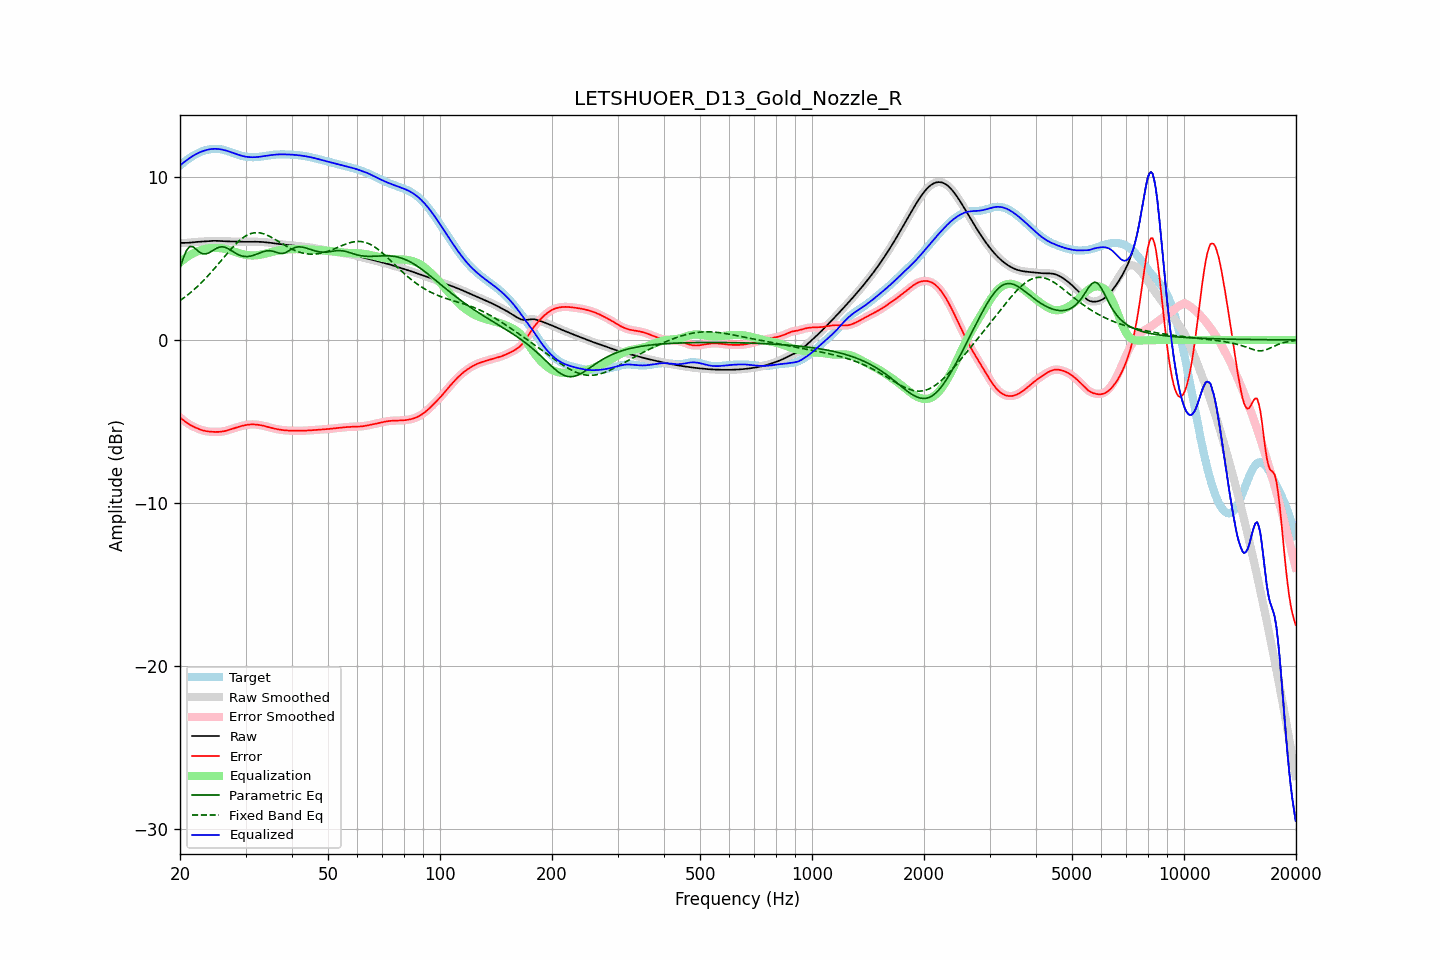 LETSHUOER_D13_Gold_Nozzle_R
Amplitude (dBr)
10
0
−10
−20
−30
Target
Raw Smoothed
Error Smoothed
Raw
Error
Equalization
Parametric Eq
Fixed Band Eq
Equalized
20 50 100 200 500 1000 2000 5000 10000 20000
Frequency (Hz)